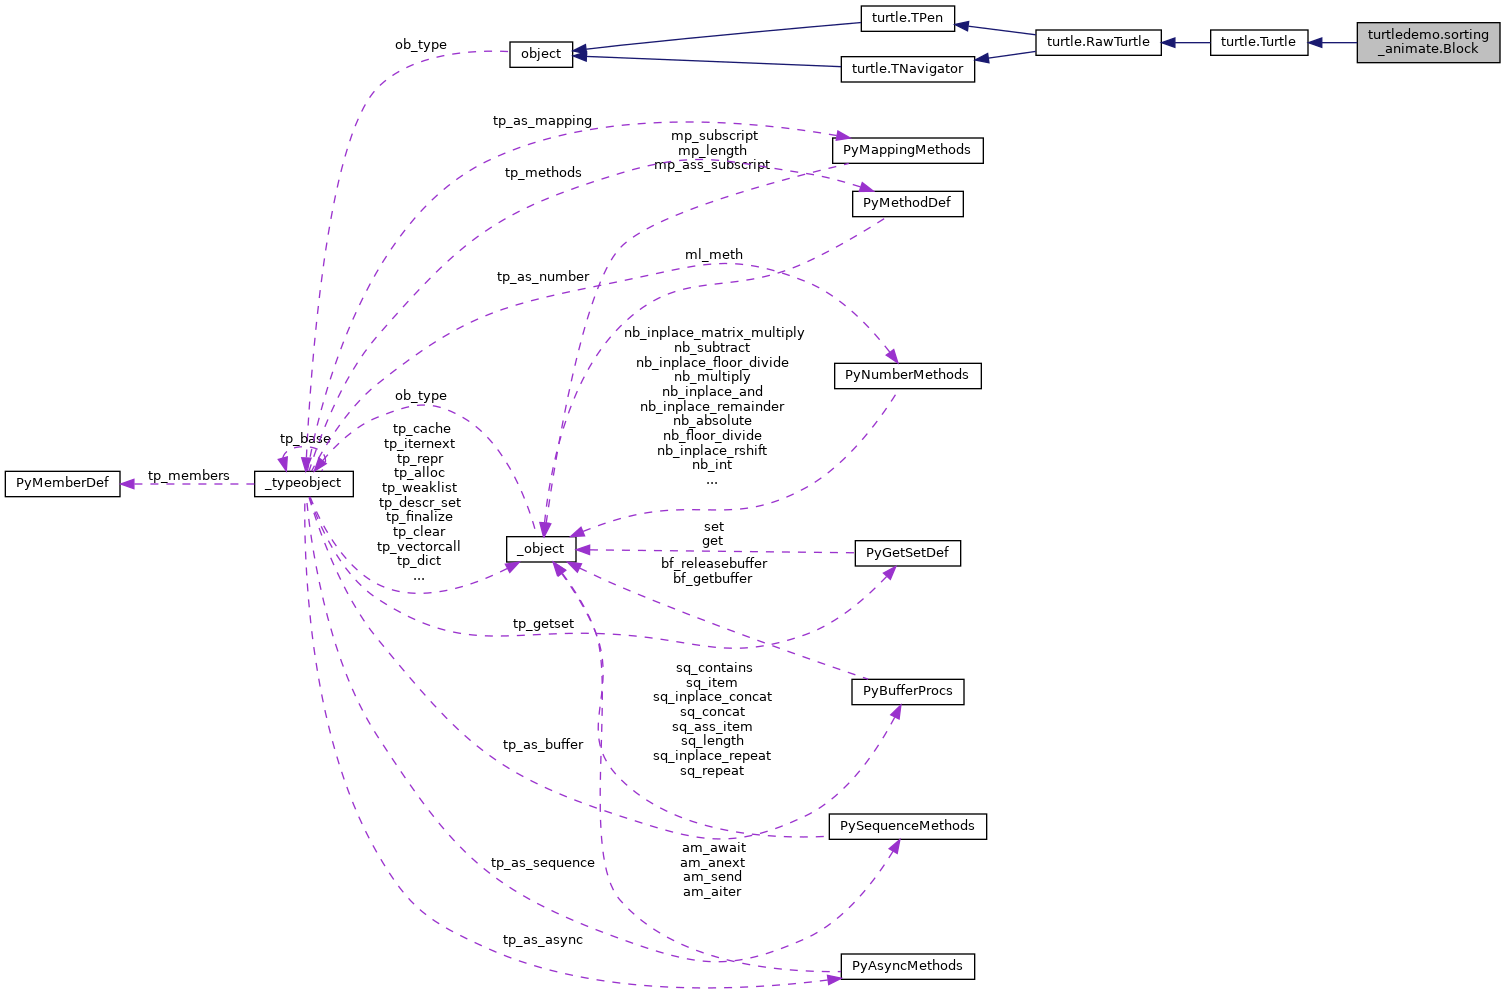 turtle.TPen
turtledemo.sorting
_animate.Block
ob_type
object
turtle.RawTurtle
turtle.Turtle
turtle.TNavigator
tp_as_mapping
mp_subscript
mp_length
mp_ass_subscript
PyMappingMethods
tp_methods
PyMethodDef
ml_meth
tp_as_number
nb_inplace_matrix_multiply
nb_subtract
nb_inplace_floor_divide
nb_multiply
nb_inplace_and
nb_inplace_remainder
nb_absolute
nb_floor_divide
nb_inplace_rshift
nb_int
...
PyNumberMethods
ob_type
tp_base
tp_cache
tp_iternext
tp_repr
tp_alloc
tp_weaklist
tp_descr_set
tp_finalize
tp_clear
tp_vectorcall
tp_dict
...
PyMemberDef
tp_members
_typeobject
_object
set
get
PyGetSetDef
bf_releasebuffer
bf_getbuffer
tp_getset
PyBufferProcs
sq_contains
sq_item
sq_inplace_concat
sq_concat
sq_ass_item
sq_length
sq_inplace_repeat
sq_repeat
tp_as_buffer
PySequenceMethods
am_await
am_anext
am_send
am_aiter
tp_as_sequence
tp_as_async
PyAsyncMethods